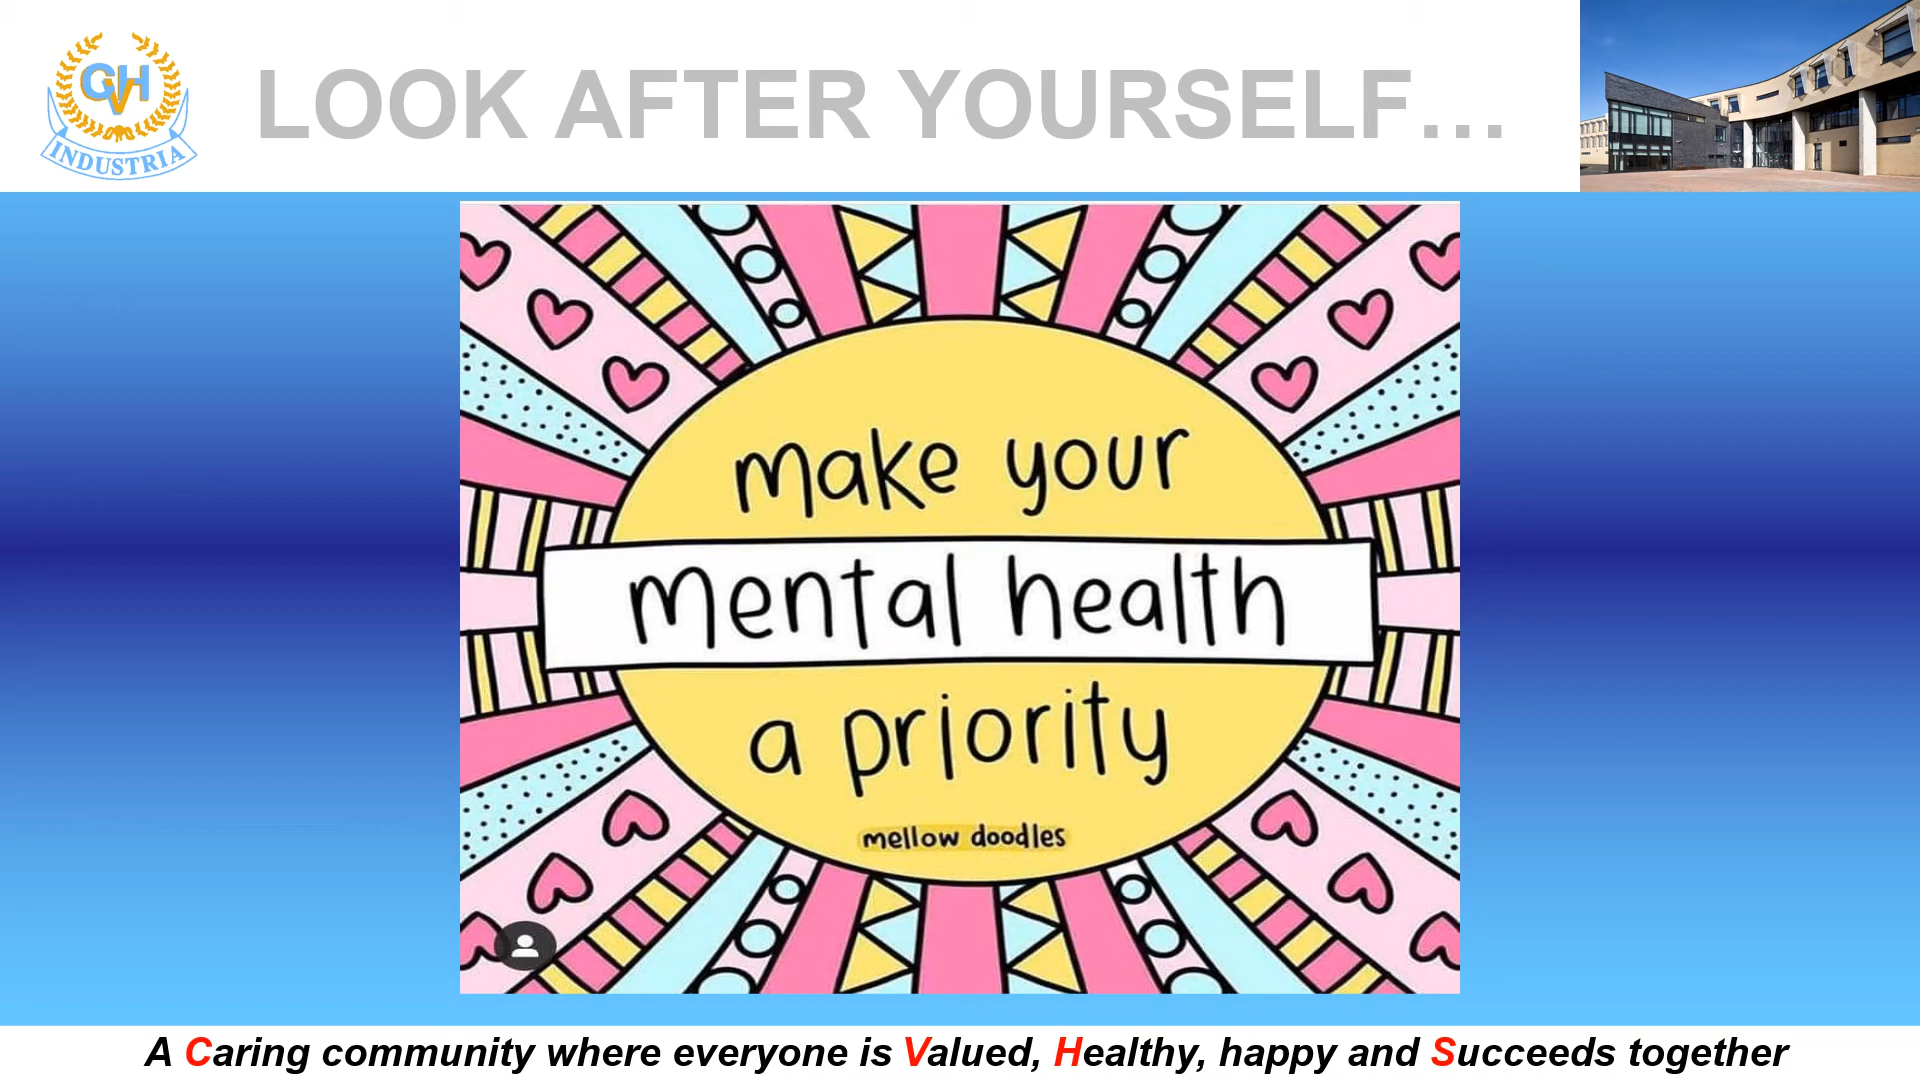 CVH
INDUSTRIA
LOOK AFTER YOURSELF…
make your
mental health
a priority
mellow doodles
A Caring community where everyone is Valued, Healthy, happy and Succeeds together